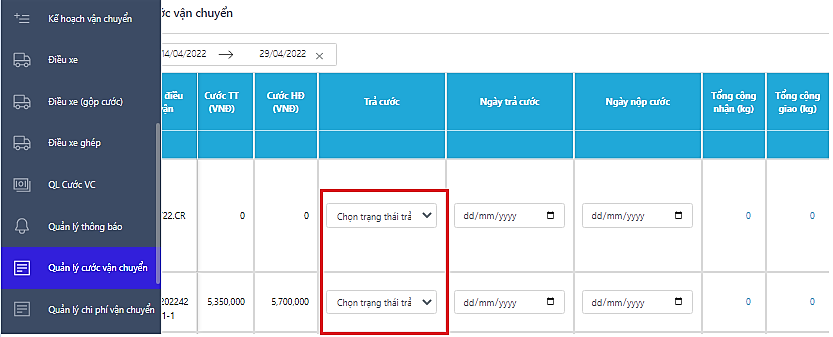 Kế hoạch vận chuyển
Điều xe
Điều xe (gộp cước)
Điều xe ghép
QL Cước VC
Quản lý thông báo
Quản lý cước vận chuyển
Quản lý chi phí vận chuyển
cước vận chuyển
14/04/2022 → 29/04/2022 ×
điều
vận
Cước TT
(VNĐ)
Cước HĐ
(VNĐ)
Trả cước
Ngày trả cước
Ngày nộp cước
Tổng cộng
nhận (kg)
Tổng cộng
giao (kg)
722.CR 0 0 Chọn trạng thái trả dd/mm/yyyy dd/mm/yyyy 0 0
202242
1-1
5,350,000 5,700,000 Chọn trạng thái trả dd/mm/yyyy dd/mm/yyyy 0 0